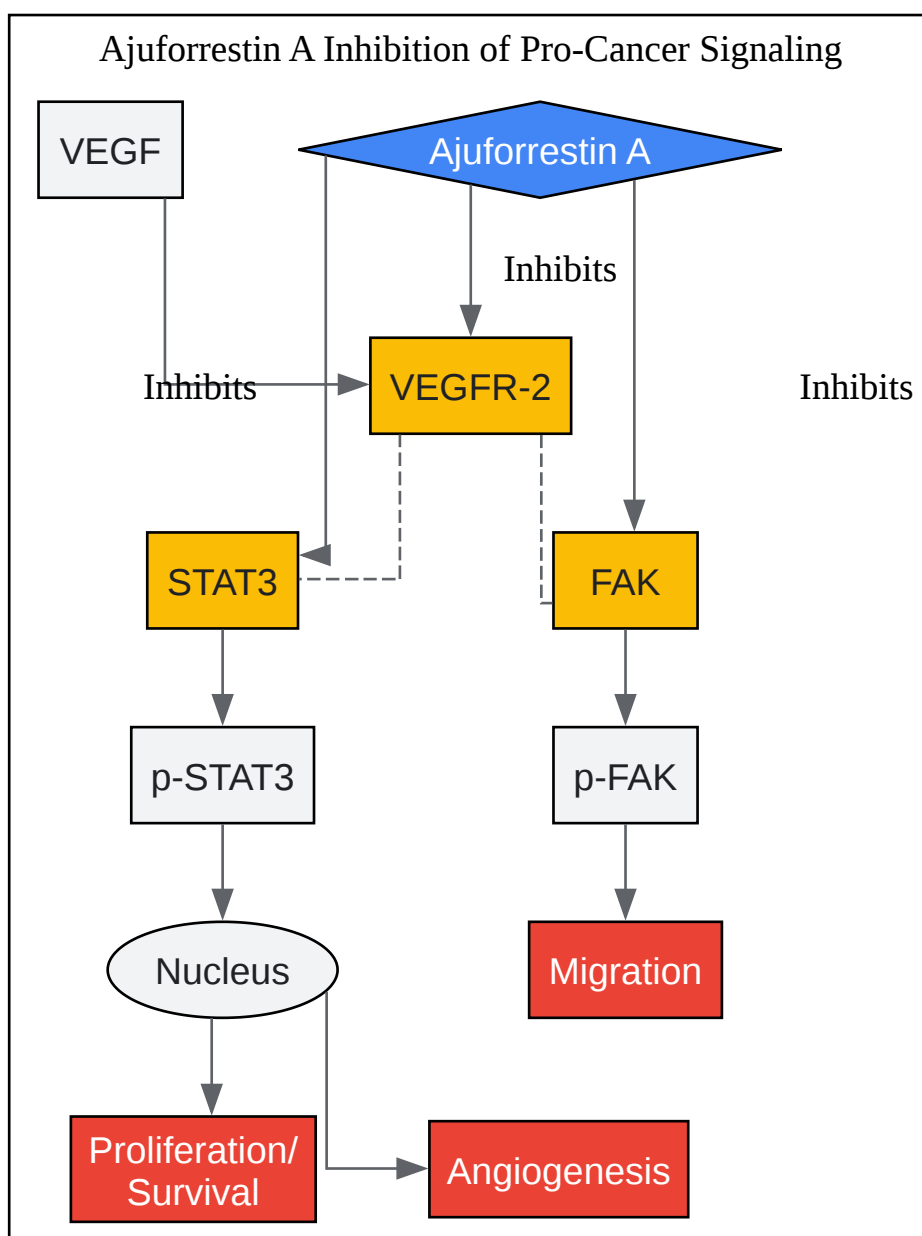 Ajuforrestin A Inhibition of Pro-Cancer Signaling
VEGF
Ajuforrestin A
Inhibits
Inhibits
VEGFR-2
Inhibits
STAT3
FAK
p-STAT3
p-FAK
Nucleus
Migration
Proliferation/
Survival
Angiogenesis